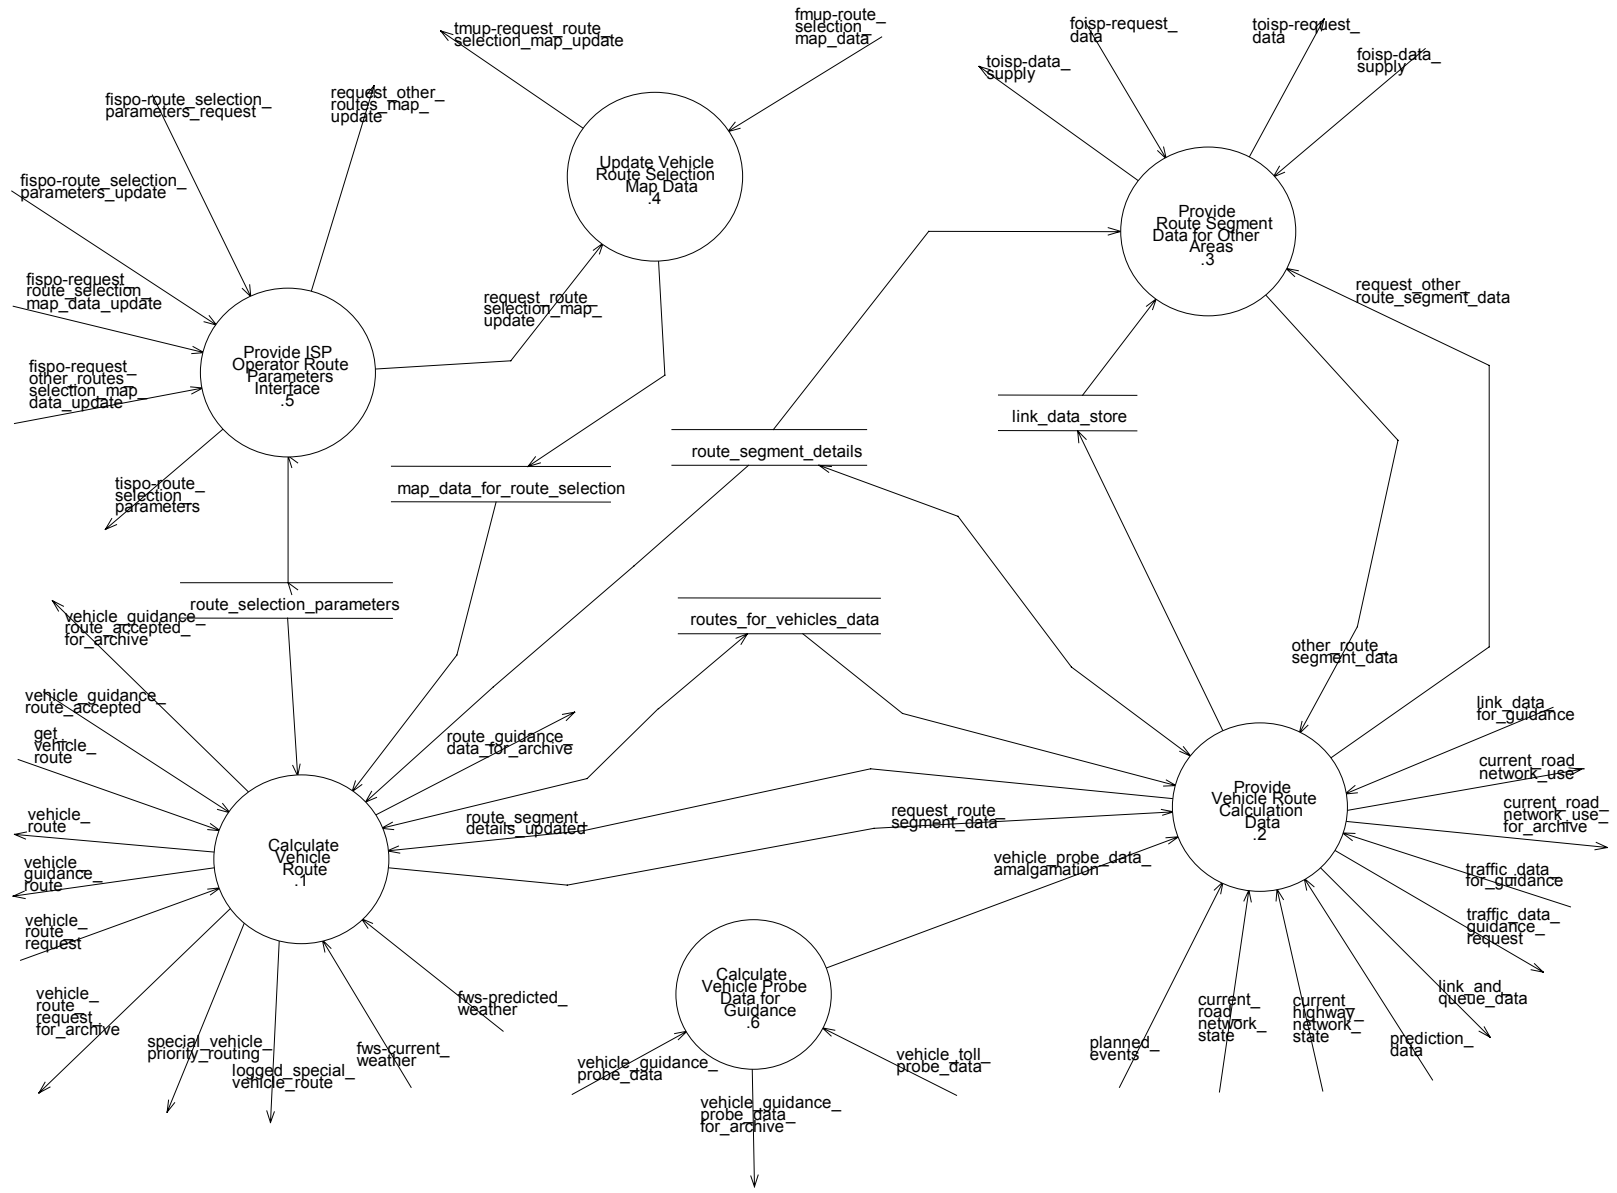 tmup-request_route_
selection_map_update
fmup-route_
selection_
map_data
foisp-request_
data
toisp-request_
data
toisp-data_
supply
foisp-data_
supply
fispo-route_selection_
parameters_request
request_other_
routes_map_
update
Update Vehicle
Route Selection
Map Data
.4
fispo-route_selection_
parameters_update
Provide
Route Segment
Data for Other
Areas
.3
fispo-request_
route_selection_
map_data_update
request_route_
selection_map_
update
request_other_
route_segment_data
Provide ISP
Operator Route
Parameters
Interface
.5
fispo-request_
other_routes_
selection_map_
data_update
link_data_store
route_segment_details
tispo-route_
selection_
parameters
map_data_for_route_selection
route_selection_parameters
vehicle_guidance_
route_accepted_
for_archive
routes_for_vehicles_data
other_route_
segment_data
vehicle_guidance_
route_accepted
get_
vehicle_
route
route_guidance_
data_for_archive
link_data_
for_guidance
current_road_
network_use
vehicle_
route
route_segment_
details_updated
request_route_
segment_data
Provide
Vehicle Route
Calculation
Data
.2
current_road_
network_use_
for_archive
Calculate
Vehicle
Route
.1
vehicle_
guidance_
route
vehicle_probe_data_
amalgamation
traffic_data_
for_guidance
vehicle_
route_
request
traffic_data_
guidance_
request
Calculate
Vehicle Probe
Data for
Guidance
.6
vehicle_
route_
request_
for_archive
fws-predicted_
weather
current_
road_
network_
state
current_
highway_
network_
state
link_and_
queue_data
special_vehicle_
priority_routing
fws-current_
weather
planned_
events
prediction_
data
logged_special_
vehicle_route
vehicle_guidance_
probe_data
vehicle_toll_
probe_data
vehicle_guidance_
probe_data_
for_archive